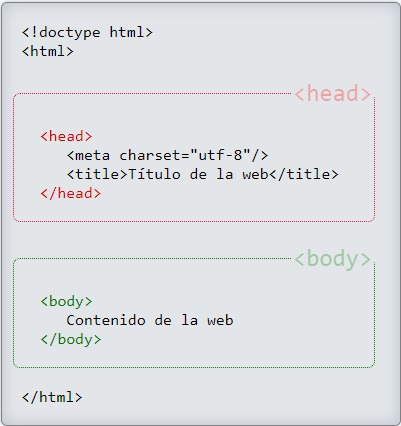 <!doctype html>
<html>
<head>
<head>
<meta charset="utf-8"/>
<title>Título de la web</title>
</head>
<body>
<body>
Contenido de la web
</body>
</html>